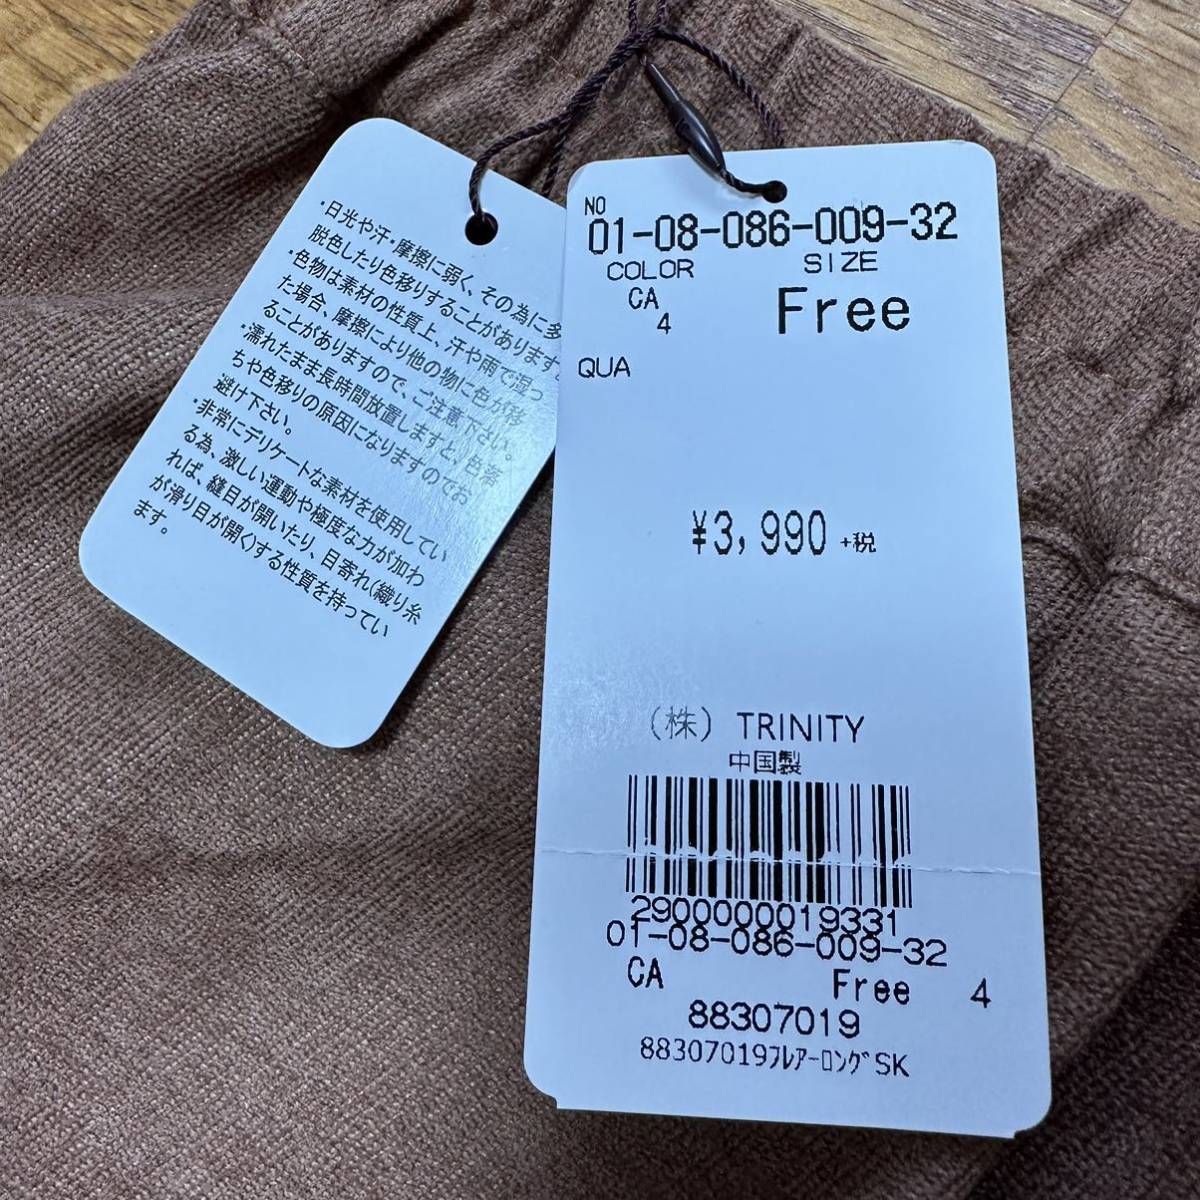 ・日光や汗・摩擦に弱く、その為に多
脱色したり色移りすることがあります
・色物は素材の性質上、汗や雨で湿っ
た場合、摩擦により他の物に色が移
ることがありますので、ご注意下さい。
・濡れたまま長時間放置しますと、色落
ちや色移りの原因になりますのでお
避け下さい。
・非常にデリケートな素材を使用してい
る為、激しい運動や極度な力が加わ
れば、縫目が開いたり、目寄れ(織り糸
が滑り目が開く)する性質を持ってい
ます。
NO
01-08-086-009-32
COLOR SIZE
CA Free
4
QUA
¥3,990 +税
(株) TRINITY
中国製
2900000019331
01-08-086-009-32
CA Free 4
88307019
88307019ﾌﾚｱｰﾛﾝｸﾞSK